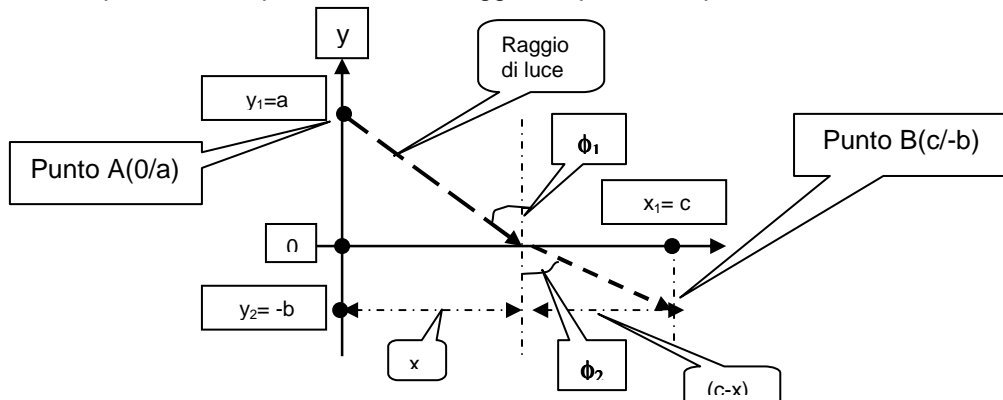 y
Raggio
di luce
y₁=a
Punto A(0/a)
ϕ₁
Punto B(c/-b)
x₁= c
0
y₂= -b
x
ϕ₂
(c-x)